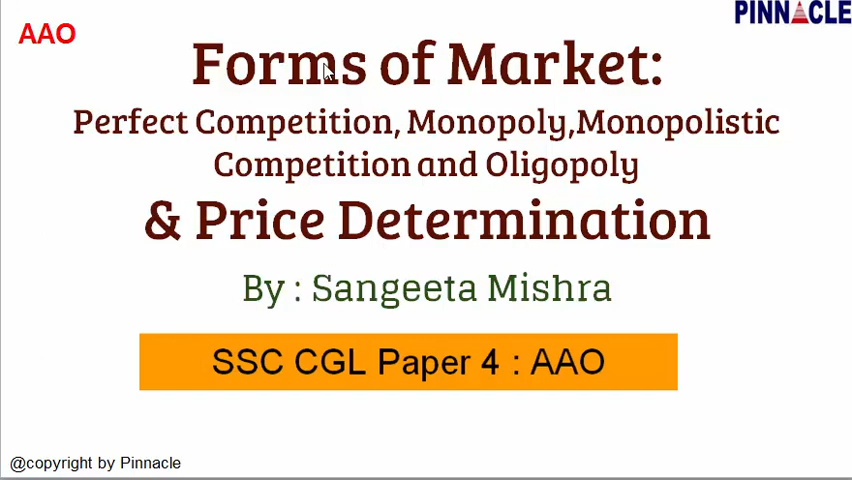 AAO
PINNACLE
Forms of Market:
Perfect Competition, Monopoly,Monopolistic
Competition and Oligopoly
& Price Determination
By : Sangeeta Mishra
SSC CGL Paper 4 : AAO
@copyright by Pinnacle